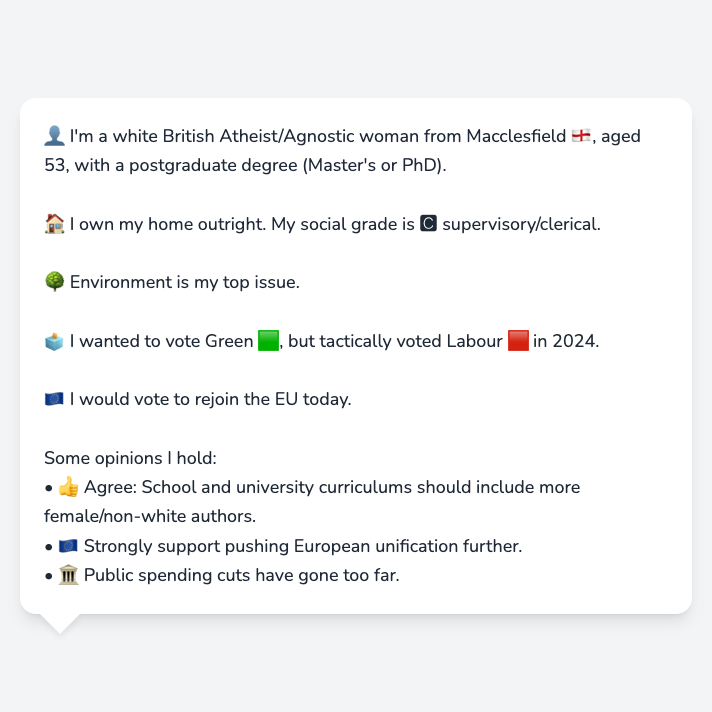 👤 I'm a white British Atheist/Agnostic woman from Macclesfield 🏴󠁧󠁢󠁥󠁮󠁧󠁿, aged
53, with a postgraduate degree (Master's or PhD).
🏠 I own my home outright. My social grade is 🅲 supervisory/clerical.
🌳 Environment is my top issue.
🗳️ I wanted to vote Green 🟩, but tactically voted Labour 🟥 in 2024.
🇪🇺 I would vote to rejoin the EU today.
Some opinions I hold:
• 👍 Agree: School and university curriculums should include more
female/non-white authors.
• 🇪🇺 Strongly support pushing European unification further.
• 🏛️ Public spending cuts have gone too far.